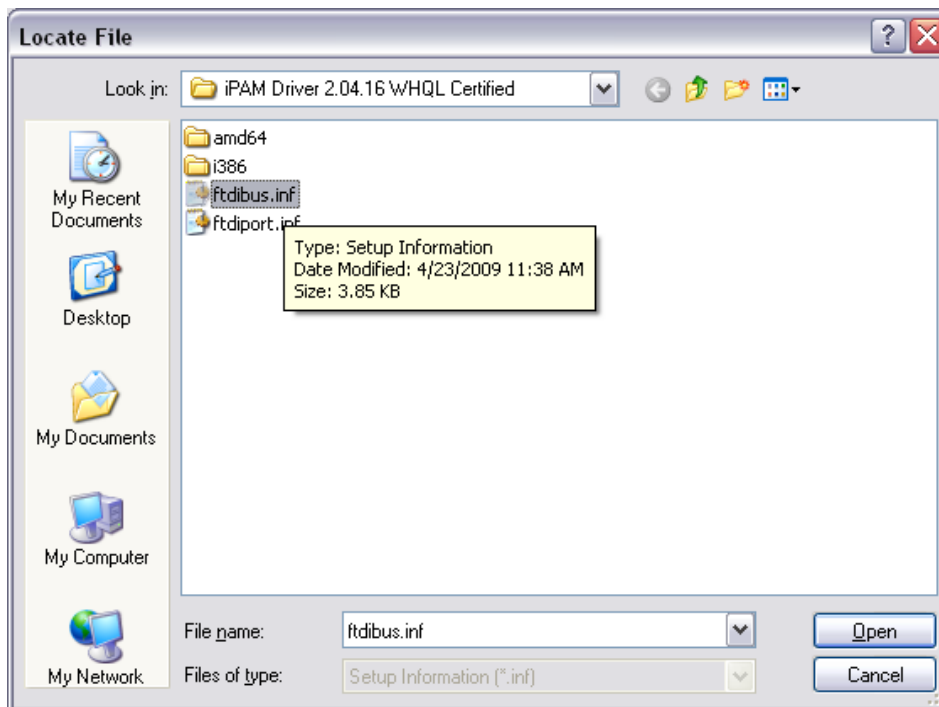 Locate File
Look in:
iPAM Driver 2.04.16 WHQL Certified
My Recent
Documents
Desktop
My Documents
My Computer
My Network
amd64
i386
ftdibus.inf
ftdiport.inf
Type: Setup Information
Date Modified: 4/23/2009 11:38 AM
Size: 3.85 KB
File name:
ftdibus.inf
Open
Files of type:
Setup Information (*.inf)
Cancel